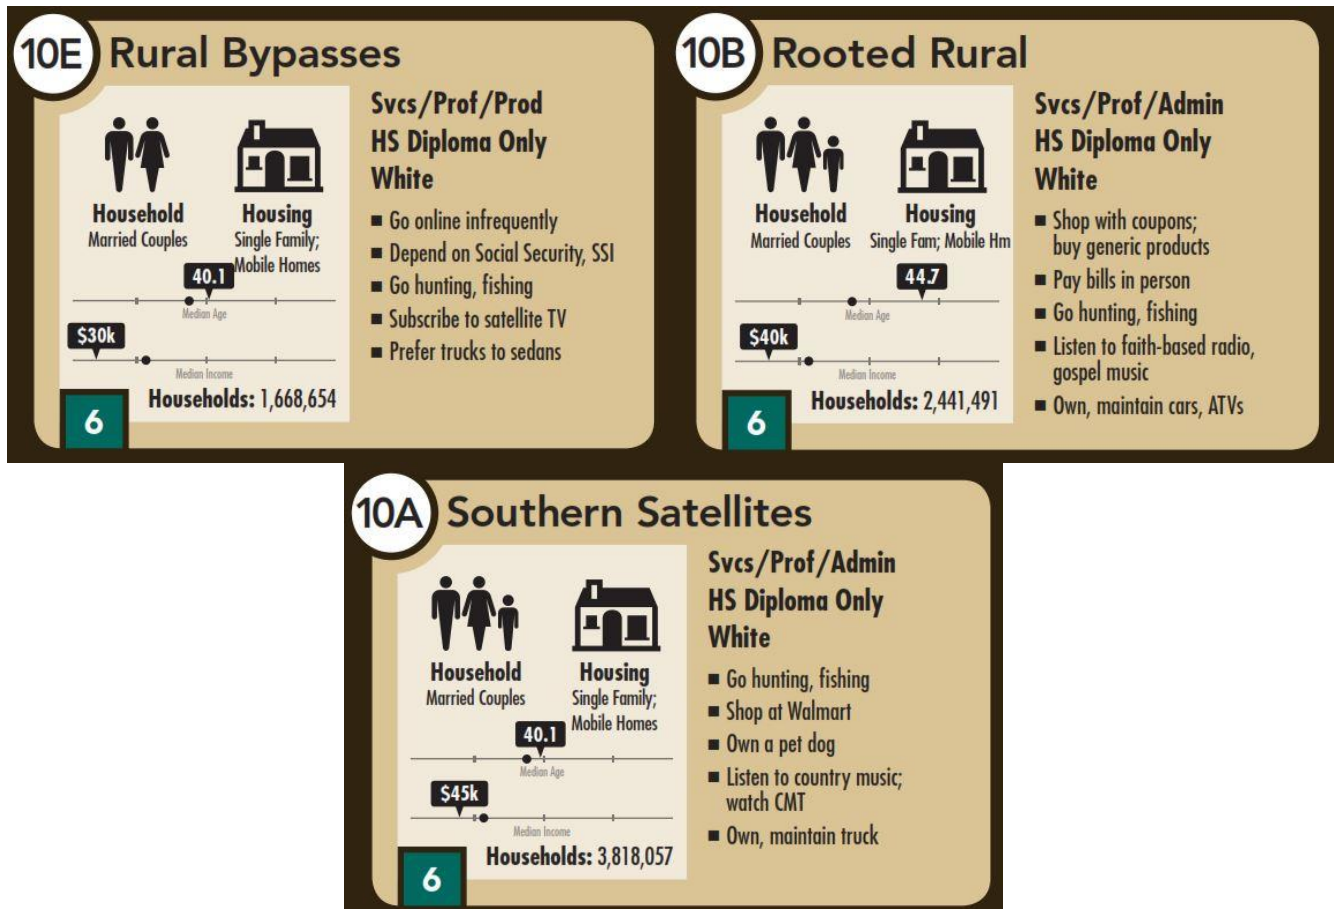 10E Rural Bypasses
Svcs/Prof/Prod
HS Diploma Only
White
Household
Married Couples
Housing
Single Family;
Mobile Homes
40.1
Median Age
$30k
Median Income
Households: 1,668,654
6
■ Go online infrequently
■ Depend on Social Security, SSI
■ Go hunting, fishing
■ Subscribe to satellite TV
■ Prefer trucks to sedans
10B Rooted Rural
Svcs/Prof/Admin
HS Diploma Only
White
Household
Married Couples
Housing
Single Fam; Mobile Hm
44.7
Median Age
$40k
Median Income
Households: 2,441,491
6
■ Shop with coupons;
buy generic products
■ Pay bills in person
■ Go hunting, fishing
■ Listen to faith-based radio,
gospel music
■ Own, maintain cars, ATVs
10A Southern Satellites
Svcs/Prof/Admin
HS Diploma Only
White
Household
Married Couples
Housing
Single Family;
Mobile Homes
40.1
Median Age
$45k
Median Income
Households: 3,818,057
6
■ Go hunting, fishing
■ Shop at Walmart
■ Own a pet dog
■ Listen to country music;
watch CMT
■ Own, maintain truck